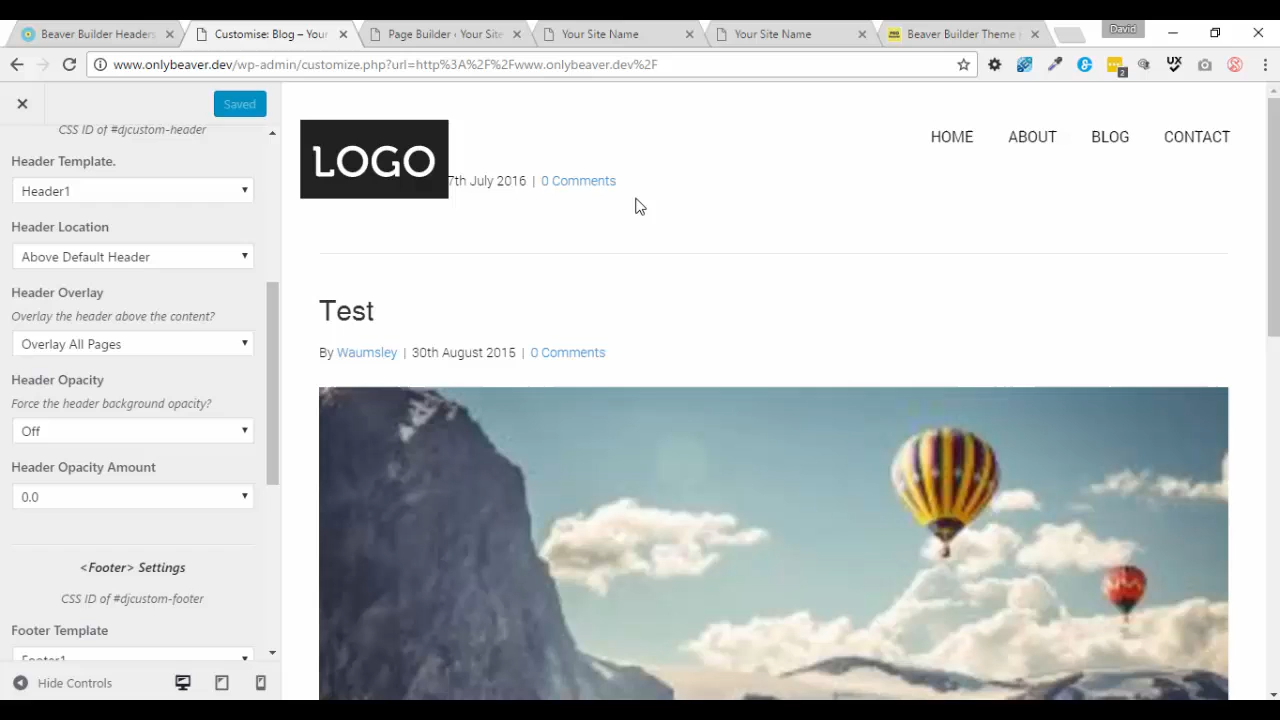 Beaver Builder Headers
Customise: Blog – Your
Page Builder ‹ Your Site
Your Site Name
Your Site Name
Beaver Builder Theme
David
www.onlybeaver.dev/wp-admin/customize.php?url=http%3A%2F%2Fwww.onlybeaver.dev%2F
2
UX
Saved
CSS ID of #djcustom-header
Header Template.
Header1
Header Location
Above Default Header
Header Overlay
Overlay the header above the content?
Overlay All Pages
Header Opacity
Force the header background opacity?
Off
Header Opacity Amount
0.0
<Footer> Settings
CSS ID of #djcustom-footer
Footer Template
Footer1
Hide Controls
LOGO
HOME ABOUT BLOG CONTACT
7th July 2016 | 0 Comments
Test
By Waumsley | 30th August 2015 | 0 Comments